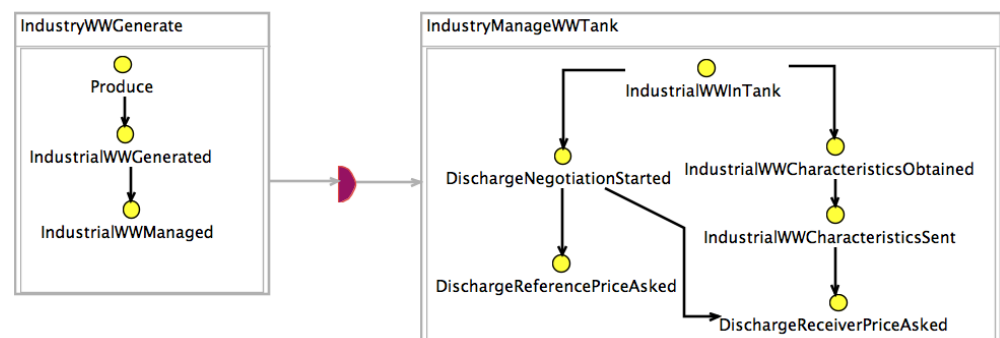 IndustryWWGenerate
Produce
IndustrialWWGenerated
IndustrialWWManaged
IndustryManageWWTank
IndustrialWWInTank
DischargeNegotiationStarted
IndustrialWWCharacteristicsObtained
IndustrialWWCharacteristicsSent
DischargeReferencePriceAsked
DischargeReceiverPriceAsked